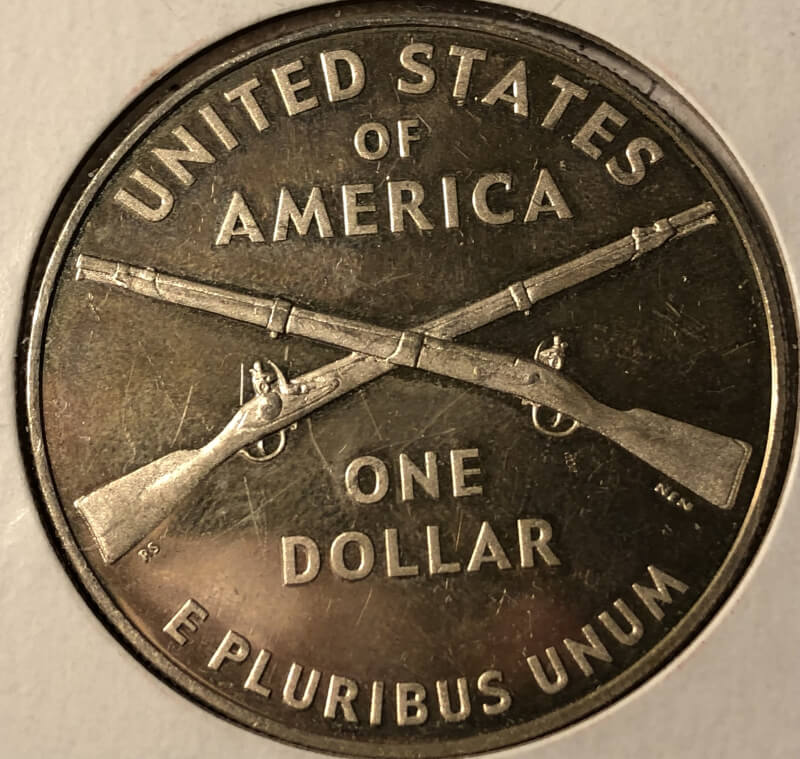 UNITED STATES
OF
AMERICA
ONE
DOLLAR
RS
NEN
E PLURIBUS UNUM